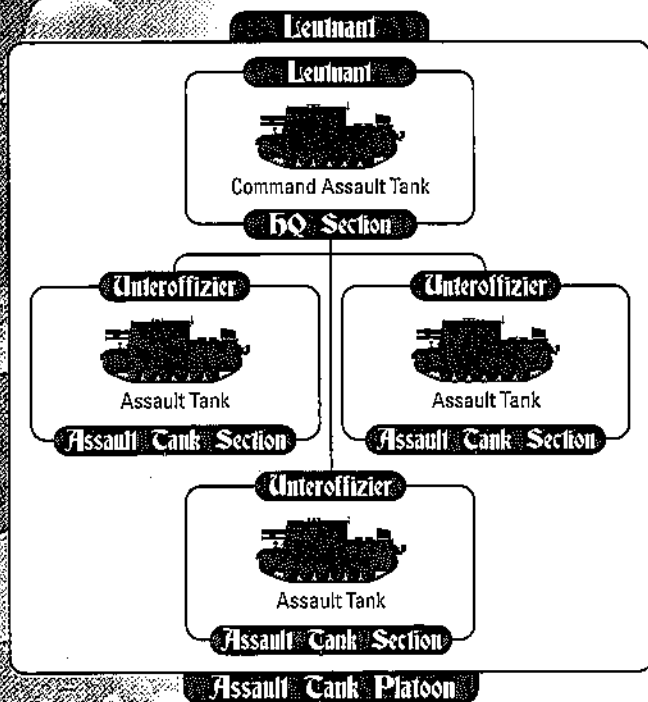 Leutnant
Leutnant
Command Assault Tank
HQ Section
Unteroffizier
Assault Tank
Assault Tank Section
Unteroffizier
Assault Tank
Assault Tank Section
Unteroffizier
Assault Tank
Assault Tank Section
Assault Tank Platoon